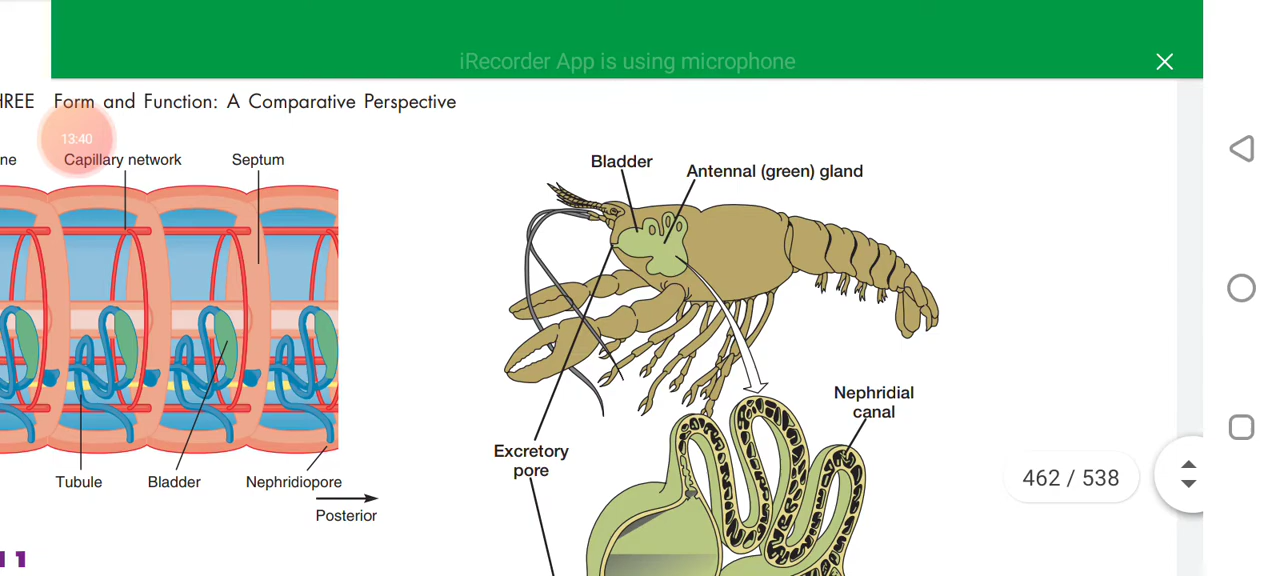 iRecorder App is using microphone
HREE Form and Function: A Comparative Perspective
13:40
ne
Capillary network
Septum
Tubule
Bladder
Nephridiopore
Posterior
11
Bladder
Antennal (green) gland
Excretory
pore
Nephridial
canal
462 / 538